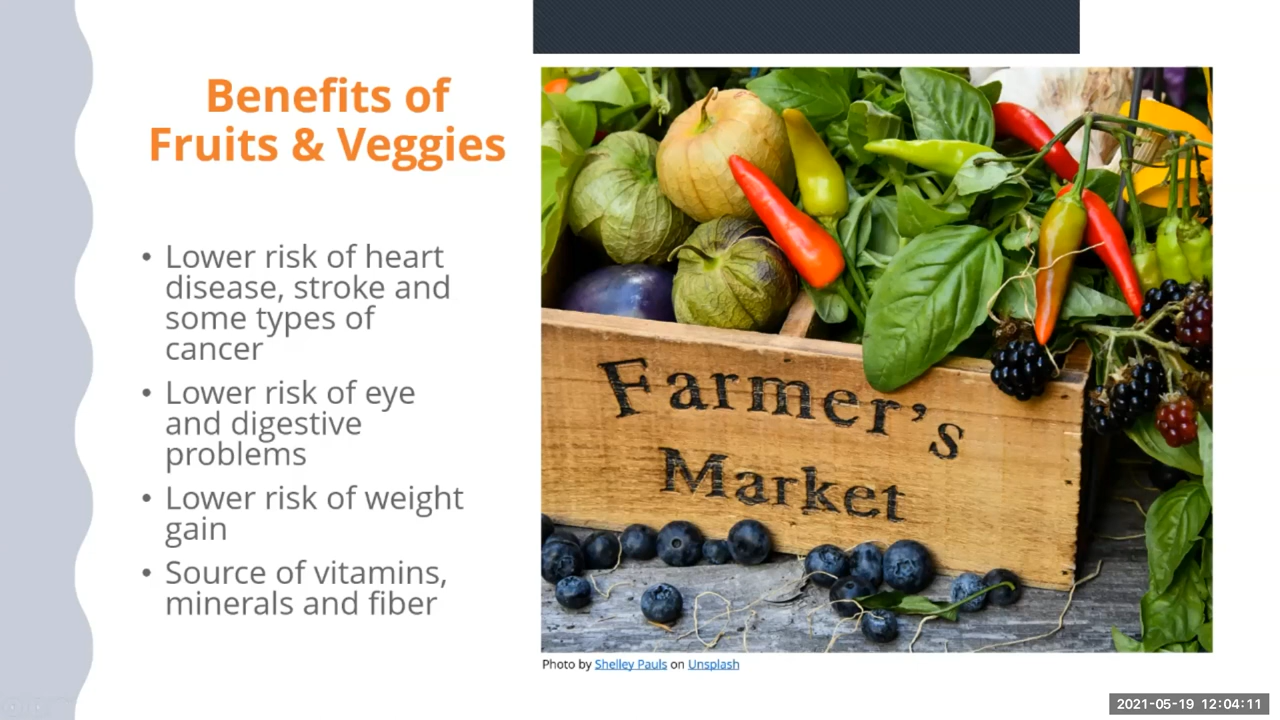 Benefits of
Fruits & Veggies
• Lower risk of heart
disease, stroke and
some types of
cancer
• Lower risk of eye
and digestive
problems
• Lower risk of weight
gain
• Source of vitamins,
minerals and fiber
Farmer's
Market
Photo by Shelley Pauls on Unsplash
2021-05-19 12:04:11